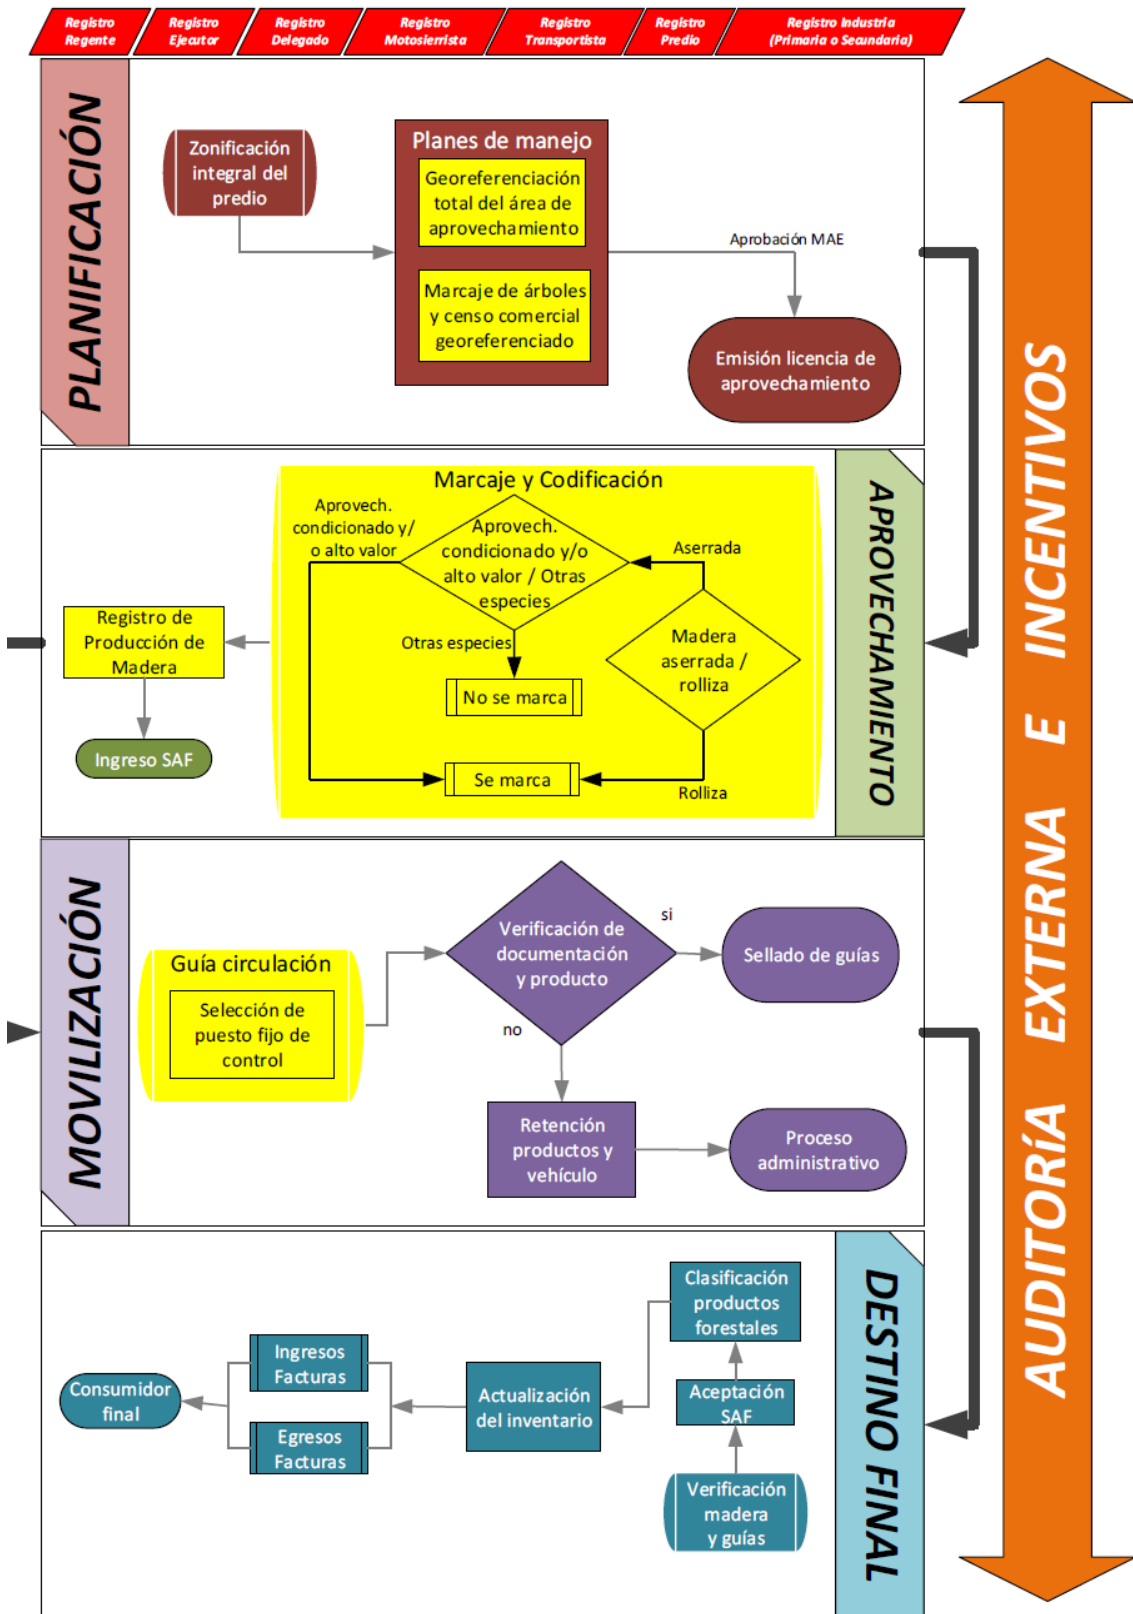 Registro
Regente
Registro
Ejecutor
Registro
Delegado
Registro
Motosierrista
Registro
Transportista
Registro
Predio
Registro Industria
(Primaria o Secundaria)
PLANIFICACIÓN
Zonificación
integral del
predio
Planes de manejo
Georeferenciación
total del área de
aprovechamiento
Marcaje de árboles
y censo comercial
georeferenciado
Aprobación MAE
Emisión licencia de
aprovechamiento
APROVECHAMIENTO
Marcaje y Codificación
Aprovech.
condicionado y/
o alto valor
Aprovech.
condicionado y/o
alto valor / Otras
especies
Aserrada
Madera
aserrada /
rolliza
Otras especies
No se marca
Se marca
Rolliza
Registro de
Producción de
Madera
Ingreso SAF
MOVILIZACIÓN
Guía circulación
Selección de
puesto fijo de
control
Verificación de
documentación
y producto
si
Sellado de guías
no
Retención
productos y
vehículo
Proceso
administrativo
DESTINO FINAL
Clasificación
productos
forestales
Aceptación
SAF
Verificación
madera
y guías
Actualización
del inventario
Ingresos
Facturas
Egresos
Facturas
Consumidor
final
AUDITORÍA EXTERNA E INCENTIVOS